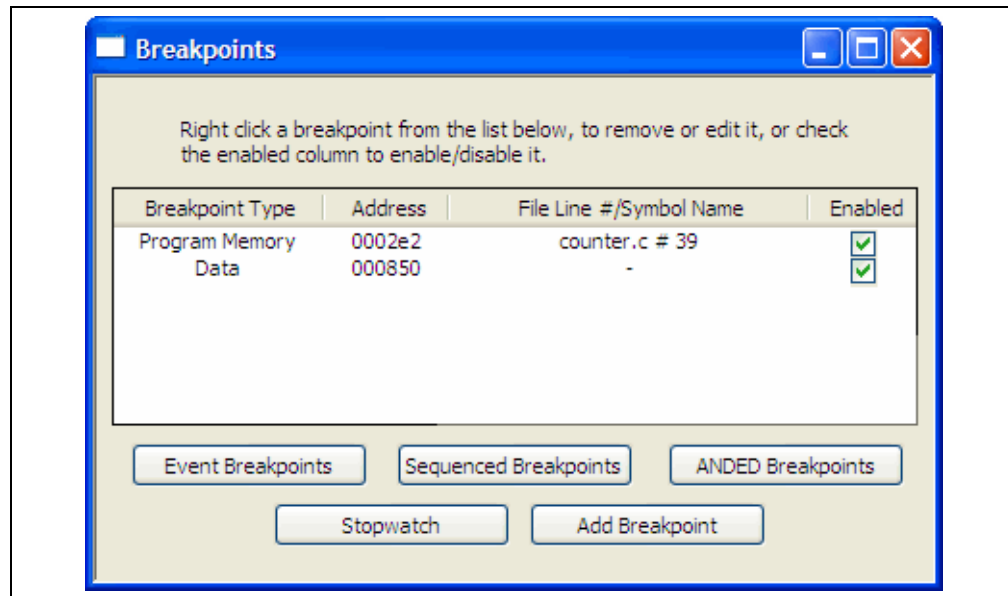 Breakpoints
Right click a breakpoint from the list below, to remove or edit it, or check
the enabled column to enable/disable it.
Breakpoint Type Address File Line #/Symbol Name Enabled
Program Memory 0002e2 counter.c # 39
Data 000850 -
Event Breakpoints Sequenced Breakpoints ANDED Breakpoints
Stopwatch Add Breakpoint